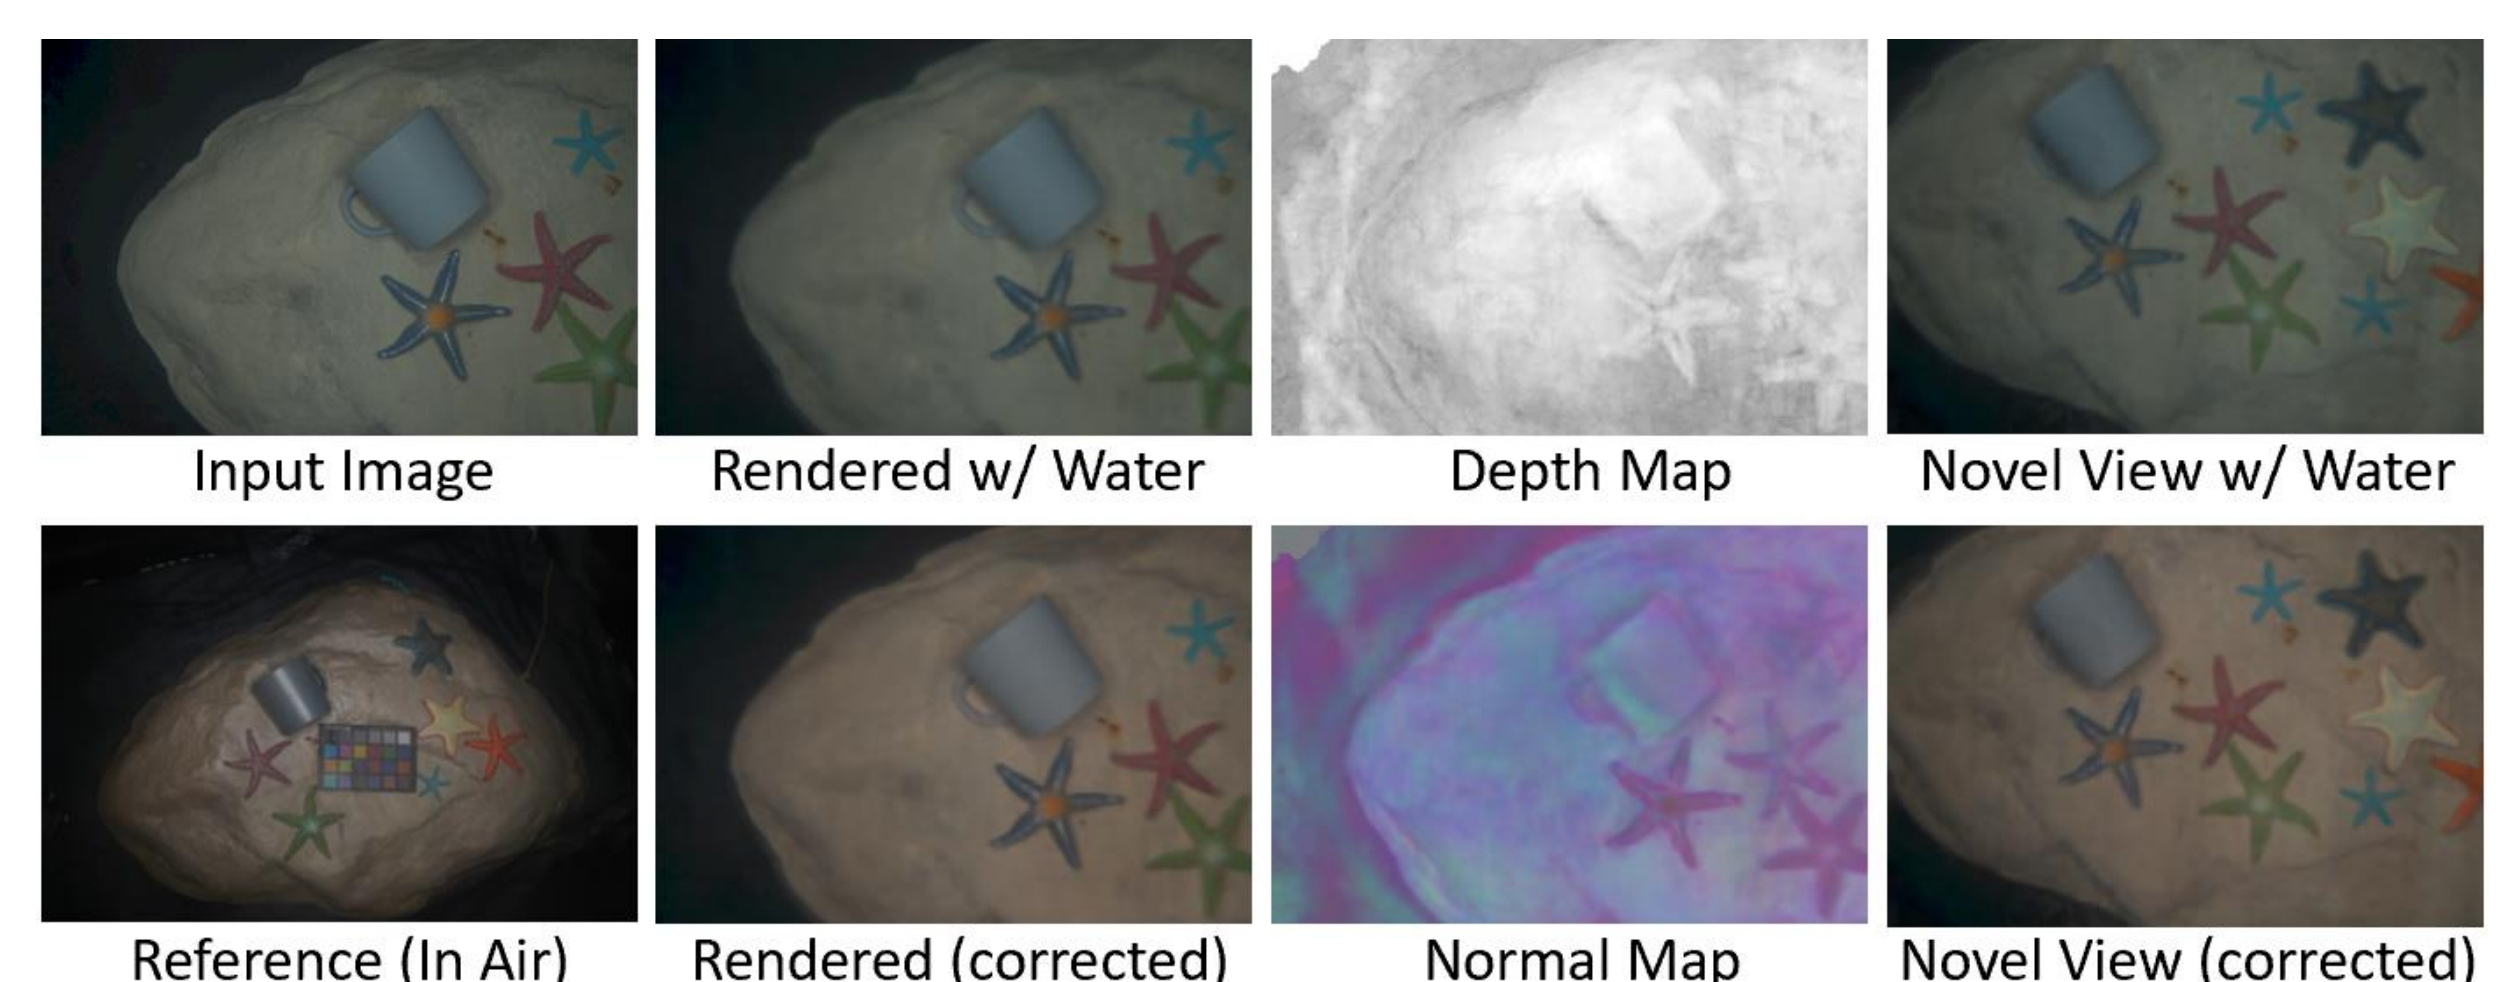 Input Image
Rendered w/ Water
Depth Map
Novel View w/ Water
Reference (In Air)
Rendered (corrected)
Normal Map
Novel View (corrected)